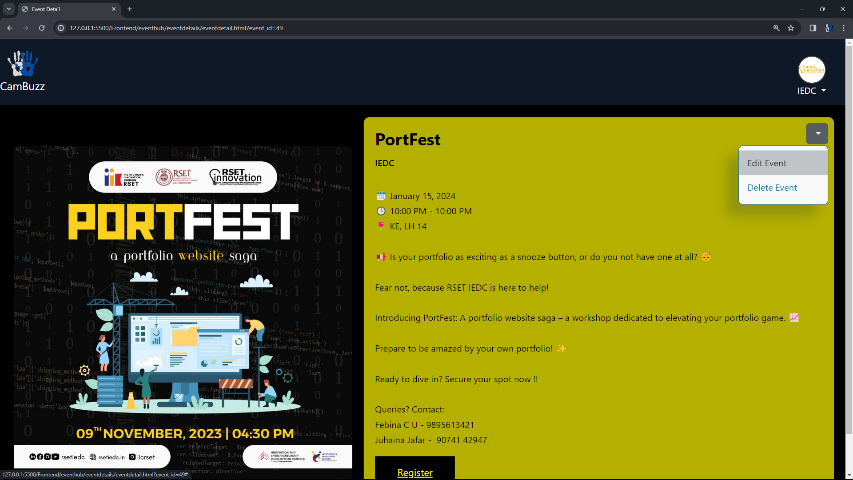 Event Detail
127.0.0.1:5500/Frontend/eventhub/eventdetails/eventdetail.html?event_id=49
CamBuzz
IEDC
RSET
RSET
RSET
innovation
PORTFEST
a portfolio website saga
09TH NOVEMBER, 2023 | 04:30 PM
rsetiedc
rsetiedc.in
iiarset
PortFest
IEDC
Edit Event
Delete Event
January 15, 2024
10:00 PM - 10:00 PM
KE, LH 14
Is your portfolio as exciting as a snooze button, or do you not have one at all?
Fear not, because RSET IEDC is here to help!
Introducing PortFest: A portfolio website saga – a workshop dedicated to elevating your portfolio game.
Prepare to be amazed by your own portfolio!
Ready to dive in? Secure your spot now !!
Queries? Contact:
Febina C U - 9895613421
Juhaina Jafar - 90741 42947
Register
127.0.0.1:5500/Frontend/eventhub/eventdetails/eventdetail.html?event_id=49#